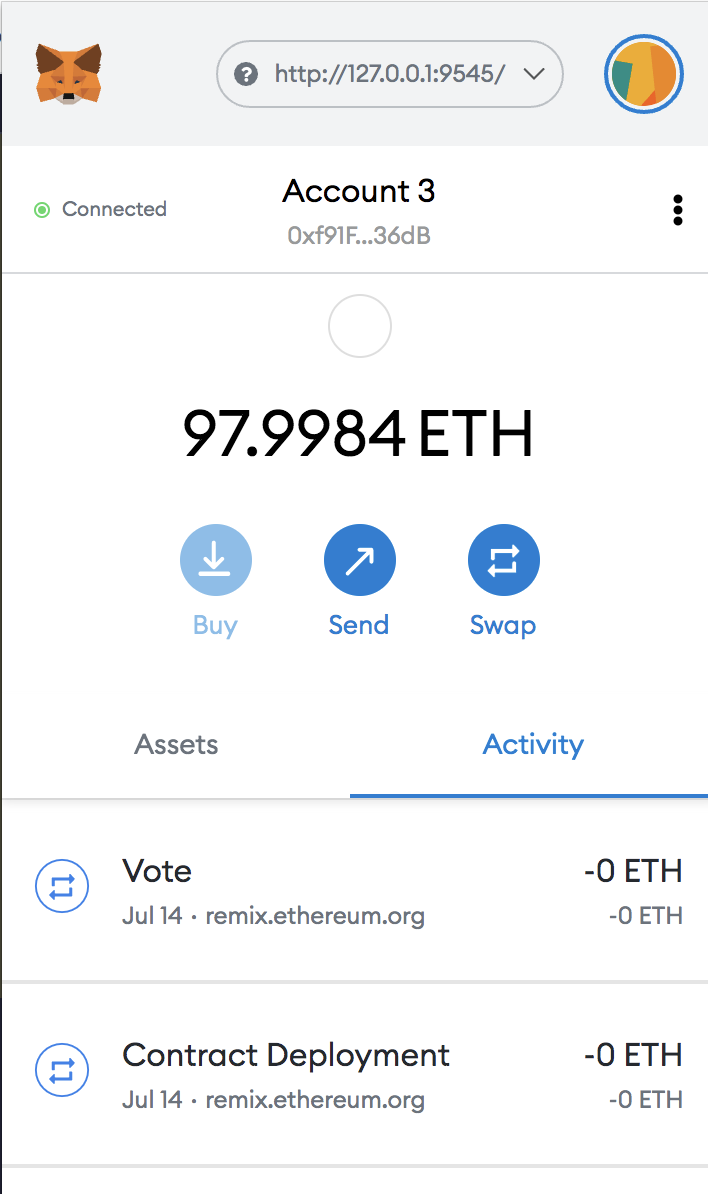 ? http://127.0.0.1:9545/
Connected
Account 3
0xf91F...36dB
97.9984 ETH
Buy
Send
Swap
Assets
Activity
Vote
-0 ETH
Jul 14 · remix.ethereum.org
-0 ETH
Contract Deployment
-0 ETH
Jul 14 · remix.ethereum.org
-0 ETH